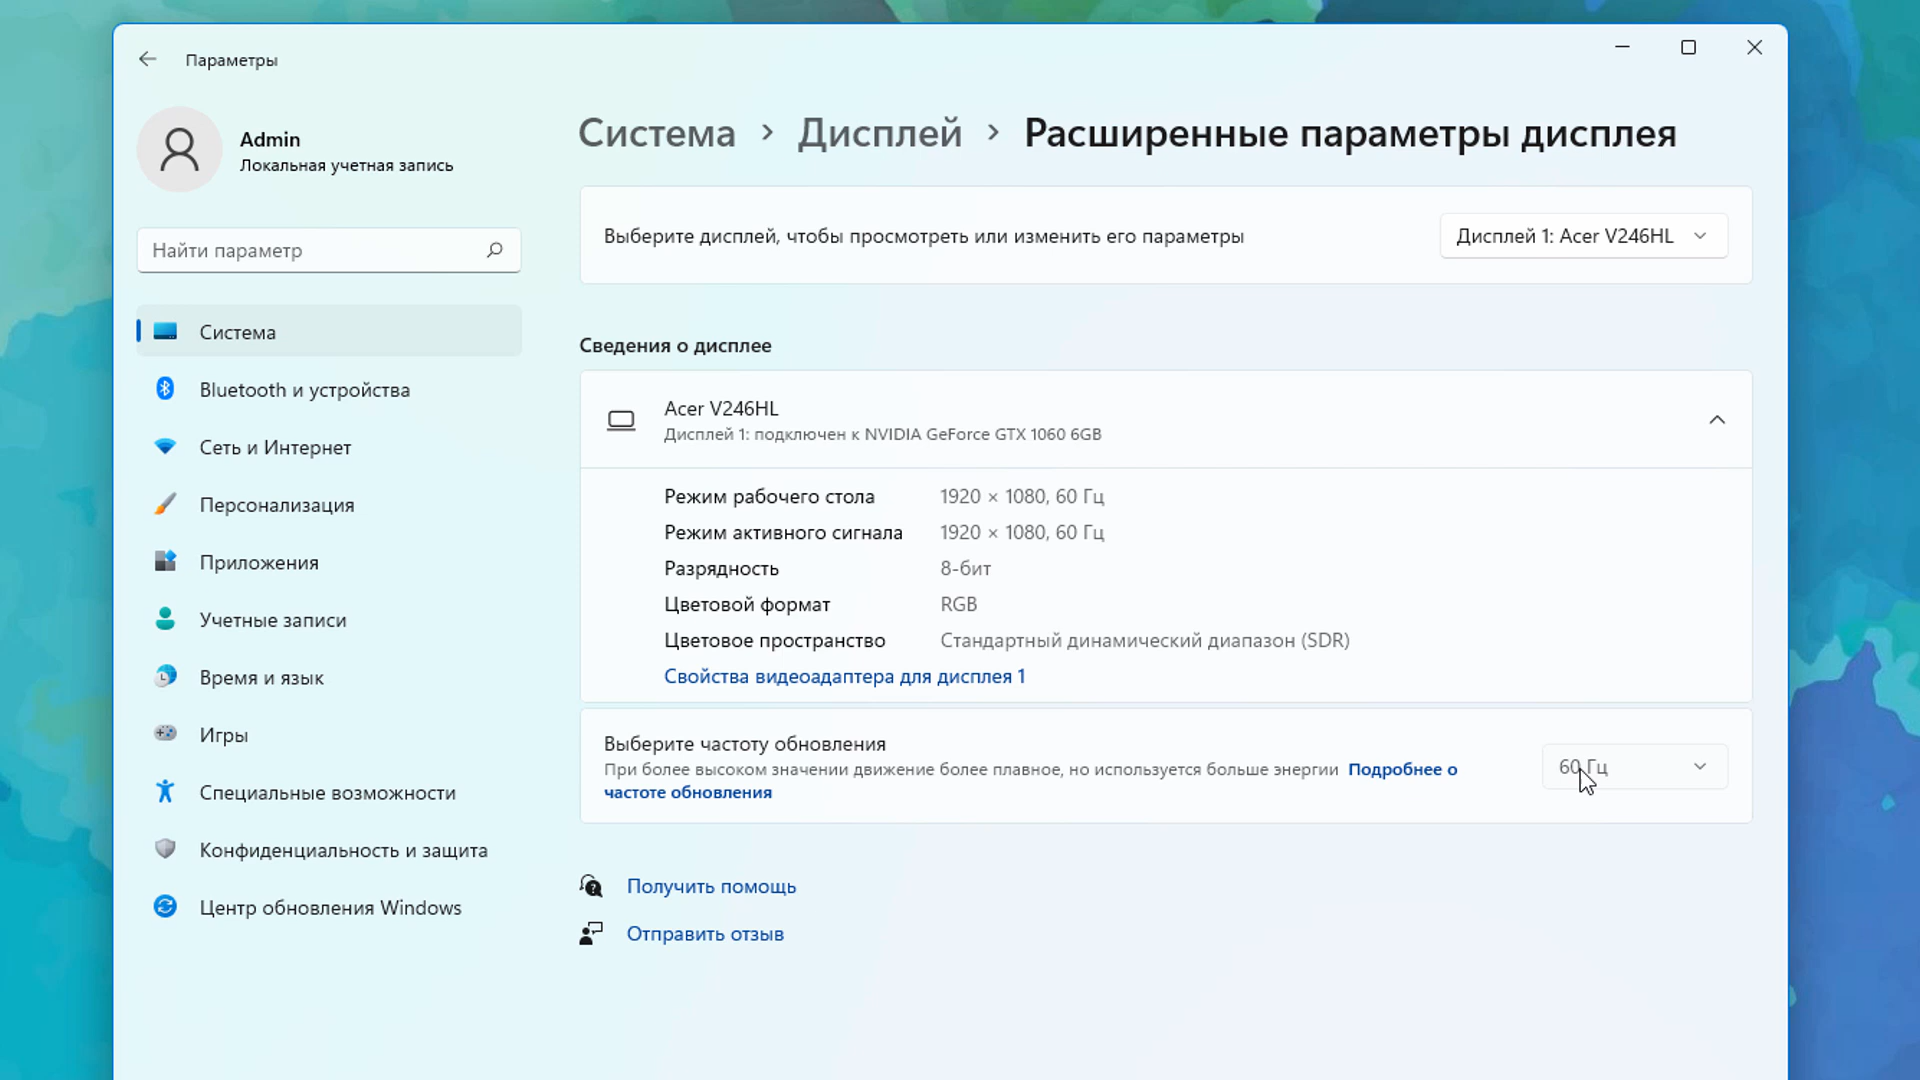 Параметры
Admin
Локальная учетная запись
Найти параметр
Система
Bluetooth и устройства
Сеть и Интернет
Персонализация
Приложения
Учетные записи
Время и язык
Игры
Специальные возможности
Конфиденциальность и защита
Центр обновления Windows
Система > Дисплей > Расширенные параметры дисплея
Выберите дисплей, чтобы просмотреть или изменить его параметры
Дисплей 1: Acer V246HL
Сведения о дисплее
Acer V246HL
Дисплей 1: подключен к NVIDIA GeForce GTX 1060 6GB
Режим рабочего стола 1920 × 1080, 60 Гц
Режим активного сигнала 1920 × 1080, 60 Гц
Разрядность 8-бит
Цветовой формат RGB
Цветовое пространство Стандартный динамический диапазон (SDR)
Свойства видеоадаптера для дисплея 1
Выберите частоту обновления
При более высоком значении движение более плавное, но используется больше энергии Подробнее о
частоте обновления
60 Гц
Получить помощь
Отправить отзыв